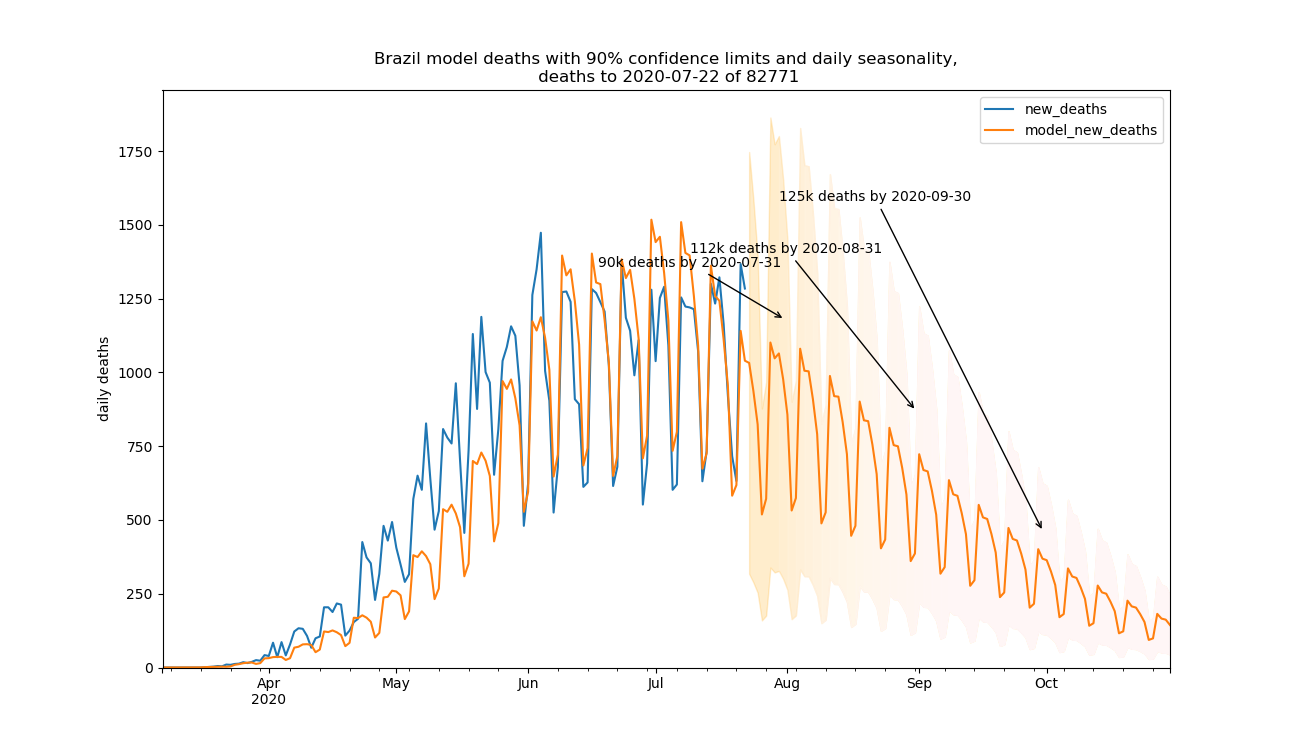 Brazil model deaths with 90% confidence limits and daily seasonality,
deaths to 2020-07-22 of 82771
new_deaths
model_new_deaths
1750
1500
1250
1000
750
500
250
0
daily deaths
125k deaths by 2020-09-30
112k deaths by 2020-08-31
90k deaths by 2020-07-31
Apr
2020
May
Jun
Jul
Aug
Sep
Oct